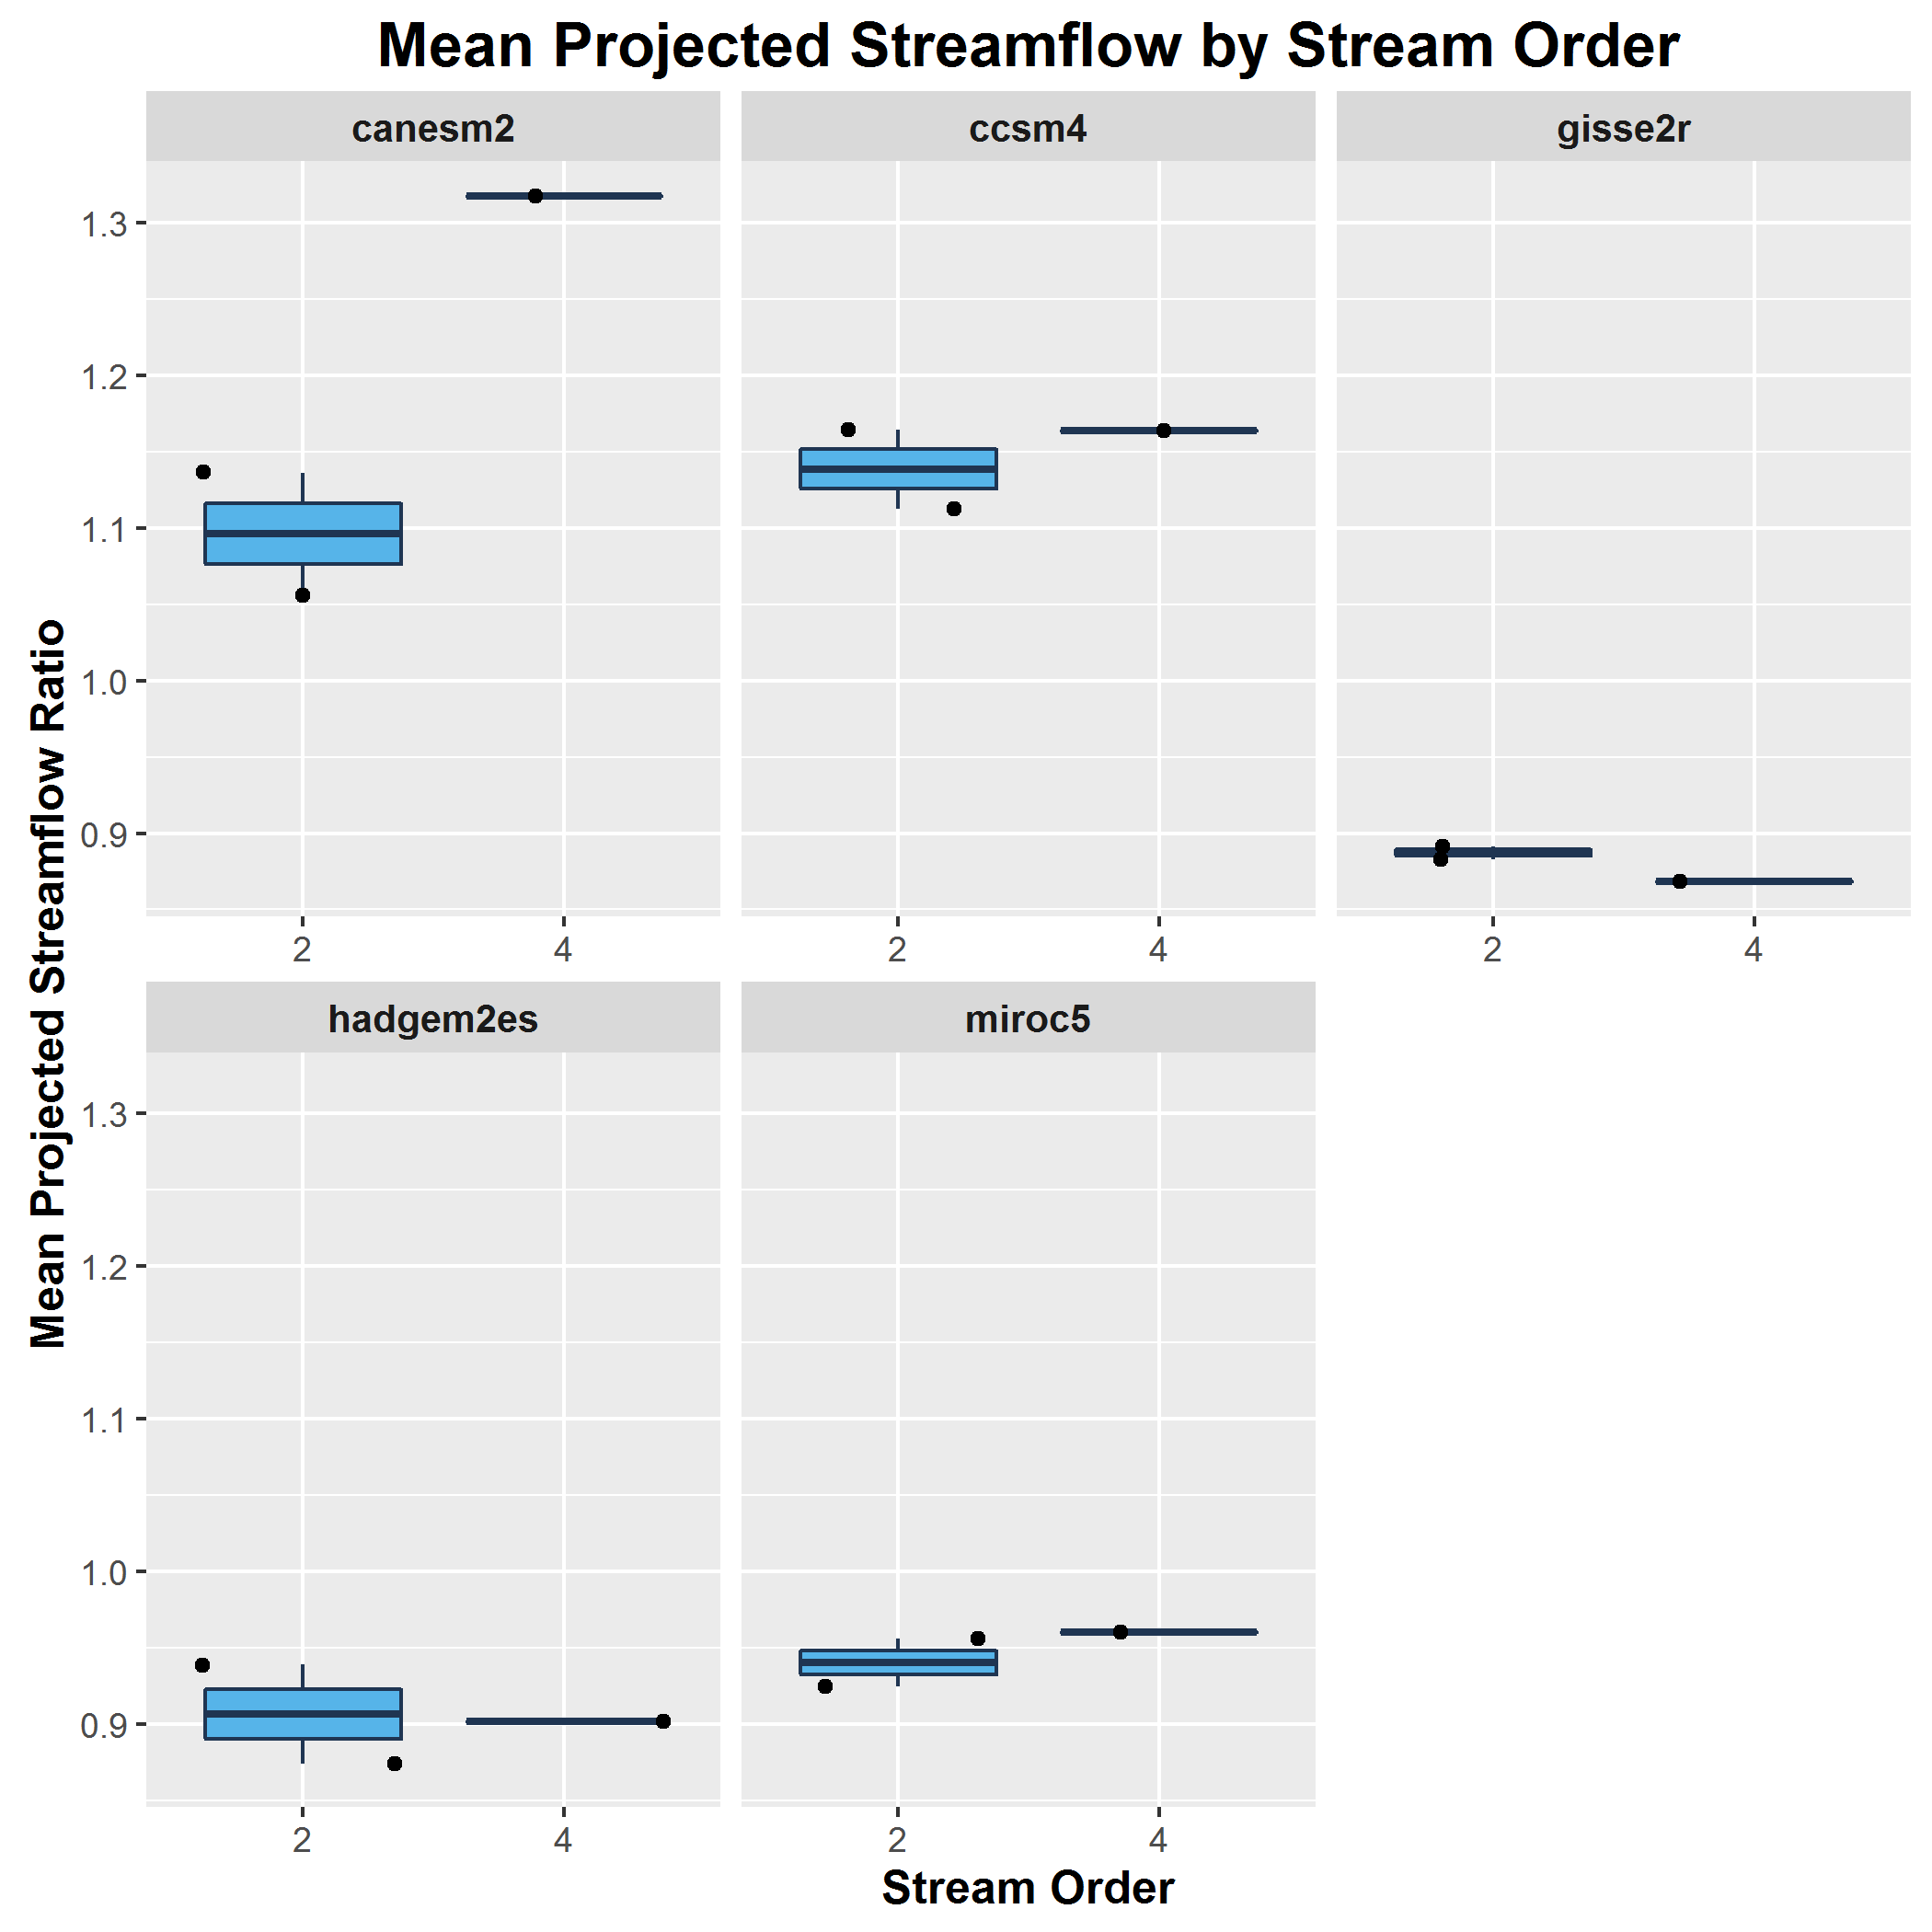 Mean Projected Streamflow by Stream Order
canesm2
ccsm4
gisse2r
1.3
1.2
1.1
1.0
0.9
2
4
2
4
2
4
Mean Projected Streamflow Ratio
hadgem2es
miroc5
1.3
1.2
1.1
1.0
0.9
2
4
2
4
Stream Order